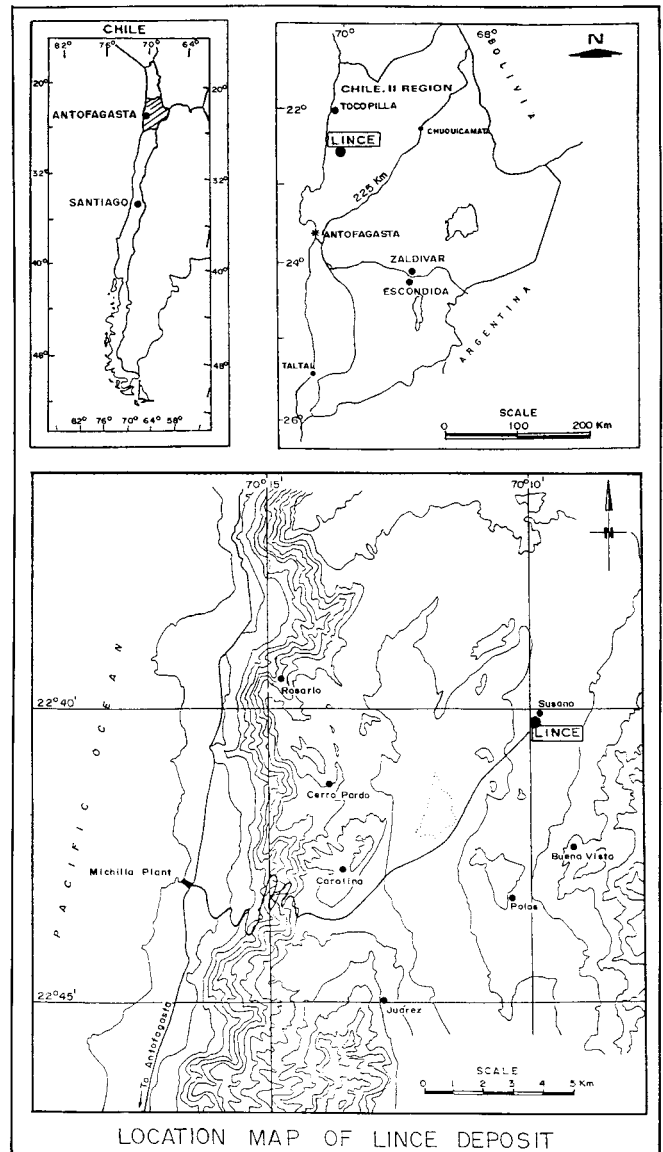 CHILE
82° 76° 70° 64°
20°
20°
ANTOFAGASTA
32°
32°
SANTIAGO
40°
40°
48°
48°
82° 76° 70° 64° 58°
70° 68°
N
BOLIVIA
CHILE. II REGION
22°
TOCOPILLA
LINCE
CHUQUICAMATA
225 Km
ANTOFAGASTA
24°
ZALDIVAR
ESCONDIDA
ARGENTINA
TALTAL
26°
SCALE
0 100 200 Km
70°15' 70°10'
N
PACIFIC OCEAN
Rosario
22°40'
Susana
LINCE
Cerro Pardo
Buena Vista
Michilla Plant
Carolina
Polos
22°45'
Juarez
To Antofagasta
SCALE
0 1 2 3 4 5 Km
LOCATION MAP OF LINCE DEPOSIT